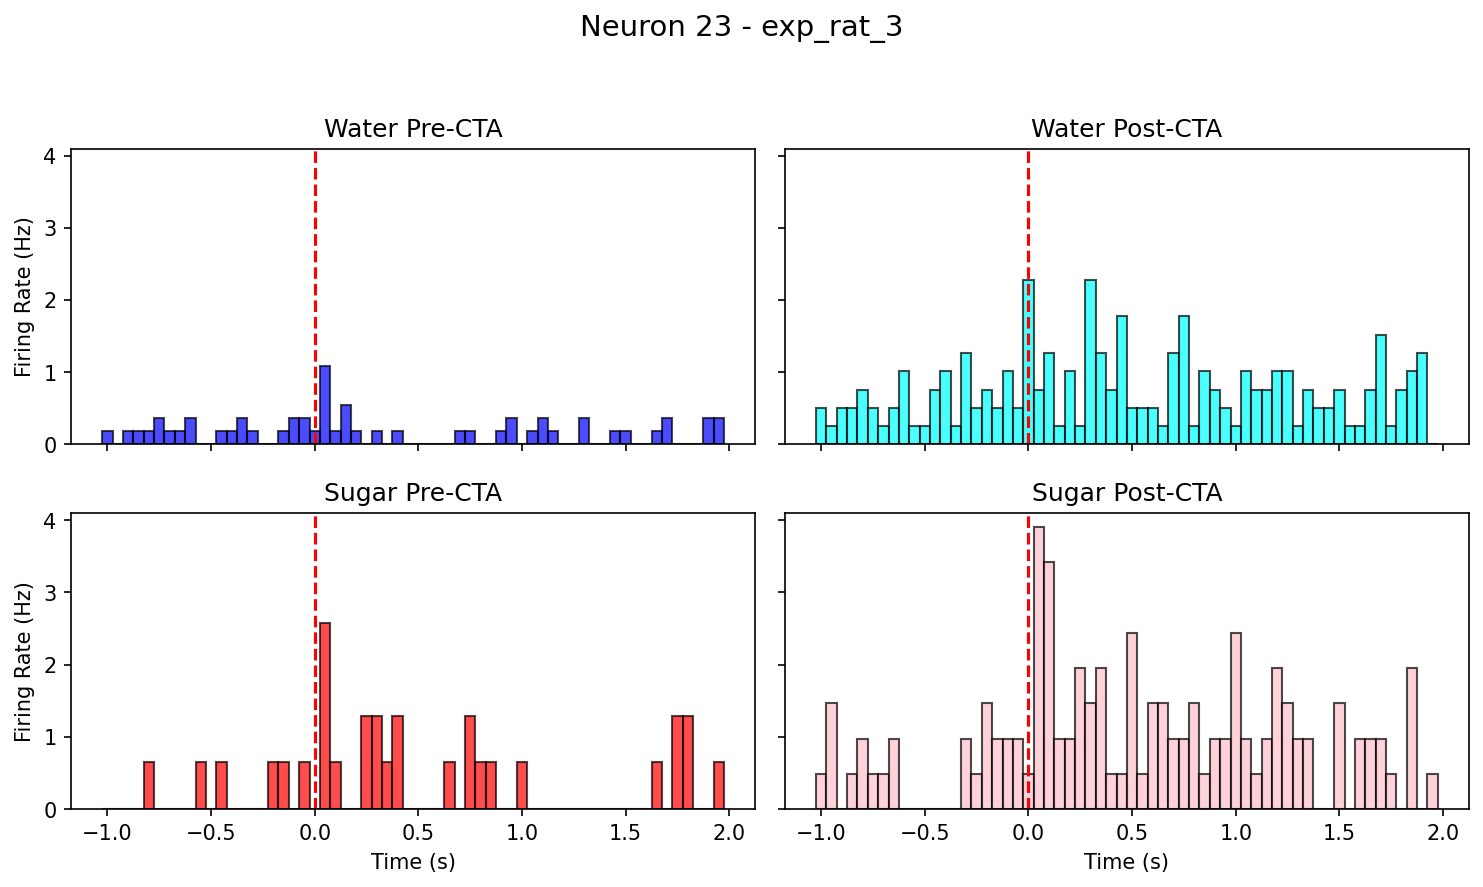 Neuron 23 - exp_rat_3
Water Pre-CTA
Water Post-CTA
4
3
2
1
0
Firing Rate (Hz)
Sugar Pre-CTA
Sugar Post-CTA
4
3
2
1
0
Firing Rate (Hz)
−1.0 −0.5 0.0 0.5 1.0 1.5 2.0
−1.0 −0.5 0.0 0.5 1.0 1.5 2.0
Time (s)
Time (s)